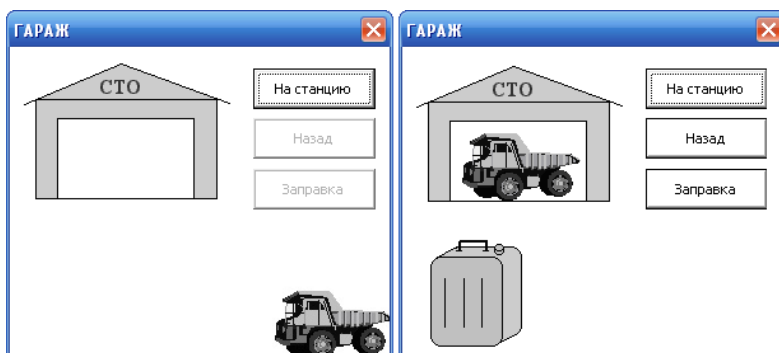 ГАРАЖ
СТО
На станцию
Назад
Заправка
ГАРАЖ
СТО
На станцию
Назад
Заправка